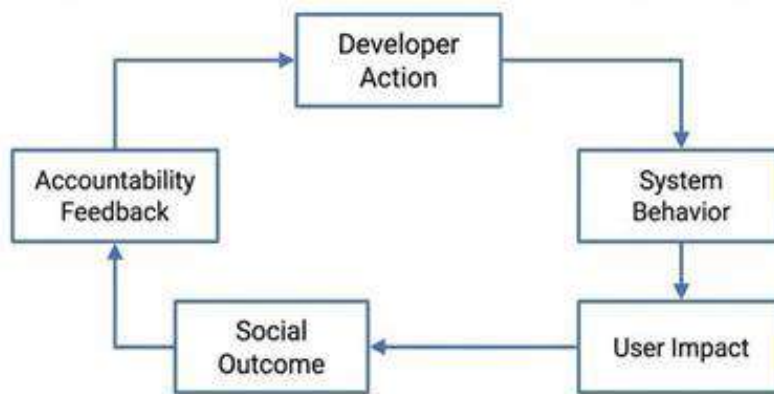 Developer
Action
System
Behavior
User Impact
Social
Outcome
Accountability
Feedback